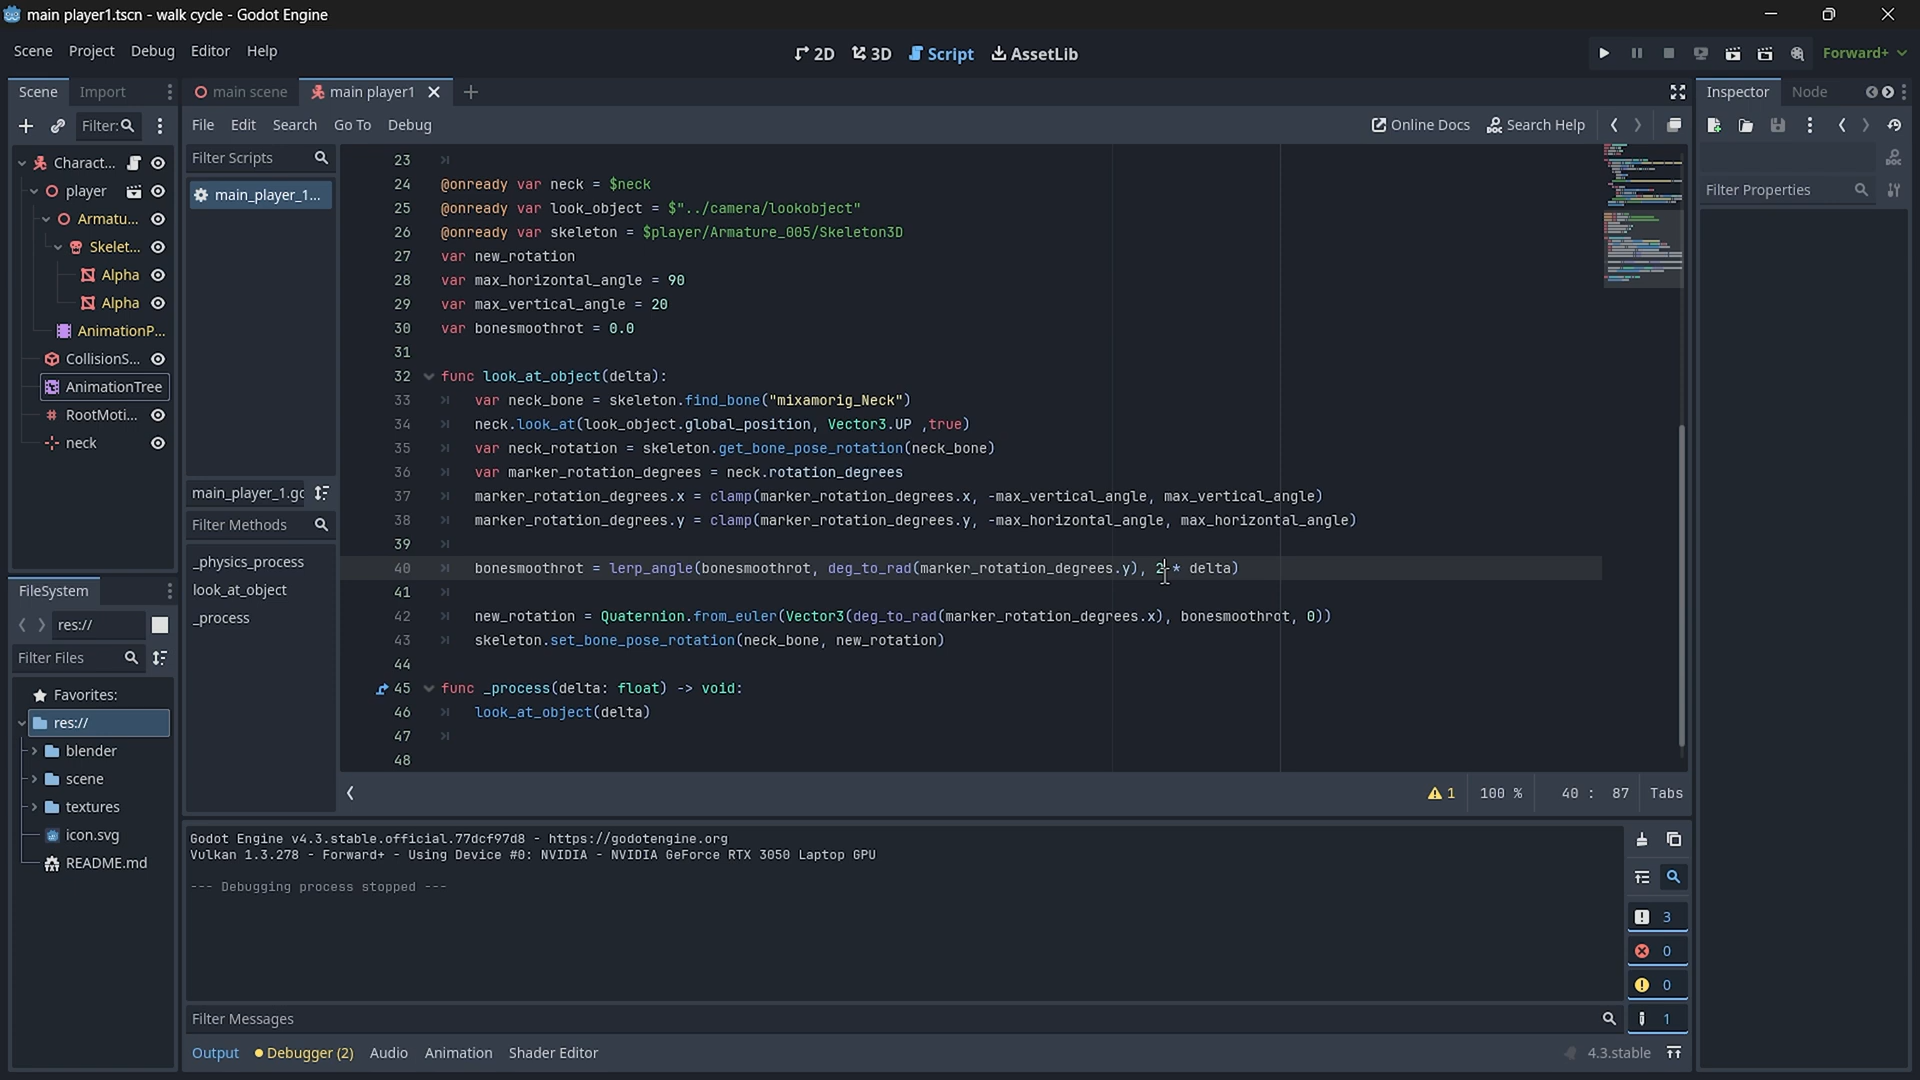 main player1.tscn - walk cycle - Godot Engine
Scene Project Debug Editor Help
2D 3D Script AssetLib
Forward+
Scene Import
main scene main player1
Inspector Node
Filter:
File Edit Search Go To Debug
Online Docs Search Help
Charact...
player
Armatu...
Skelet...
Alpha
Alpha
AnimationP...
CollisionS...
AnimationTree
RootMoti...
neck
Filter Scripts
main_player_1...
main_player_1.gc
Filter Methods
_physics_process
look_at_object
_process
23
24 @onready var neck = $neck
25 @onready var look_object = $"../camera/lookobject"
26 @onready var skeleton = $player/Armature_005/Skeleton3D
27 var new_rotation
28 var max_horizontal_angle = 90
29 var max_vertical_angle = 20
30 var bonesmoothrot = 0.0
31
32 func look_at_object(delta):
33 var neck_bone = skeleton.find_bone("mixamorig_Neck")
34 neck.look_at(look_object.global_position, Vector3.UP ,true)
35 var neck_rotation = skeleton.get_bone_pose_rotation(neck_bone)
36 var marker_rotation_degrees = neck.rotation_degrees
37 marker_rotation_degrees.x = clamp(marker_rotation_degrees.x, -max_vertical_angle, max_vertical_angle)
38 marker_rotation_degrees.y = clamp(marker_rotation_degrees.y, -max_horizontal_angle, max_horizontal_angle)
39
40 bonesmoothrot = lerp_angle(bonesmoothrot, deg_to_rad(marker_rotation_degrees.y), 2 * delta)
41
42 new_rotation = Quaternion.from_euler(Vector3(deg_to_rad(marker_rotation_degrees.x), bonesmoothrot, 0))
43 skeleton.set_bone_pose_rotation(neck_bone, new_rotation)
44
45 func _process(delta: float) -> void:
46 look_at_object(delta)
47
48
1 100 % 40 : 87 Tabs
Filter Properties
FileSystem
res://
Filter Files
Favorites:
res://
blender
scene
textures
icon.svg
README.md
Godot Engine v4.3.stable.official.77dcf97d8 - https://godotengine.org
Vulkan 1.3.278 - Forward+ - Using Device #0: NVIDIA - NVIDIA GeForce RTX 3050 Laptop GPU
--- Debugging process stopped ---
3
0
0
1
Filter Messages
Output Debugger (2) Audio Animation Shader Editor
4.3.stable